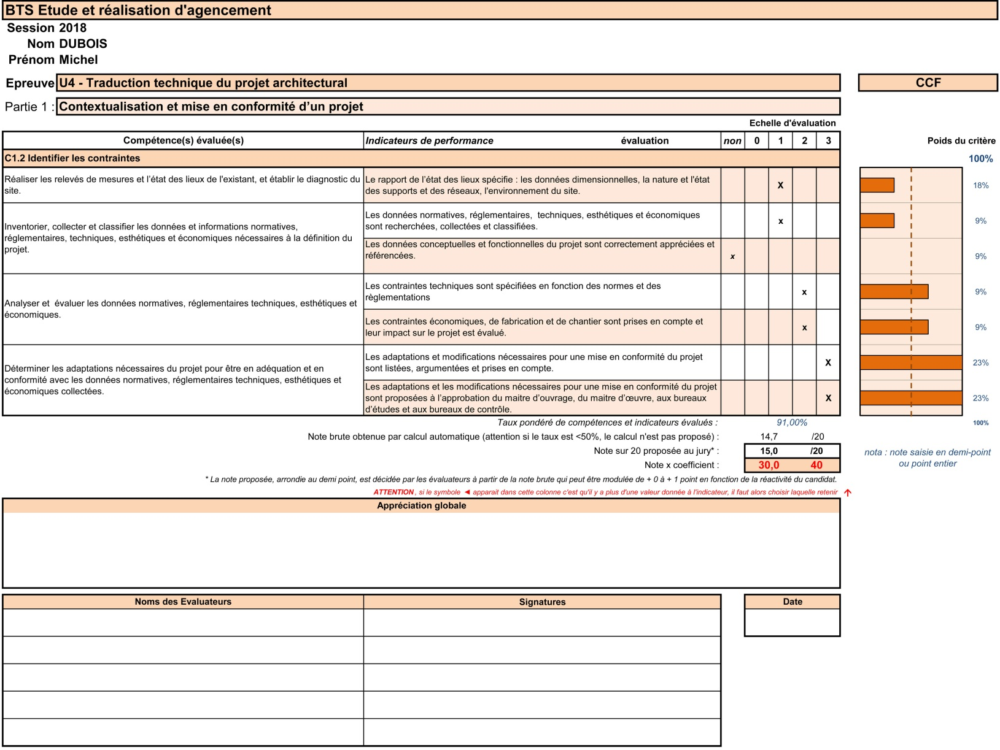 BTS Etude et réalisation d'agencement
Session 2018
Nom DUBOIS
Prénom Michel
Epreuve U4 - Traduction technique du projet architectural CCF
Partie 1 : Contextualisation et mise en conformité d’un projet
Echelle d'évaluation
Compétence(s) évaluée(s) Indicateurs de performance évaluation non 0 1 2 3 Poids du critère
C1.2 Identifier les contraintes 100%
Réaliser les relevés de mesures et l’état des lieux de l'existant, et établir le diagnostic du
site.
Le rapport de l’état des lieux spécifie : les données dimensionnelles, la nature et l'état
des supports et des réseaux, l'environnement du site.
X 18%
Inventorier, collecter et classifier les données et informations normatives,
réglementaires, techniques, esthétiques et économiques nécessaires à la définition du
projet.
Les données normatives, réglementaires, techniques, esthétiques et économiques
sont recherchées, collectées et classifiées.
x 9%
Les données conceptuelles et fonctionnelles du projet sont correctement appréciées et
référencées.
x 9%
Analyser et évaluer les données normatives, réglementaires techniques, esthétiques et
économiques.
Les contraintes techniques sont spécifiées en fonction des normes et des
règlementations
x 9%
Les contraintes économiques, de fabrication et de chantier sont prises en compte et
leur impact sur le projet est évalué.
x 9%
Déterminer les adaptations nécessaires du projet pour être en adéquation et en
conformité avec les données normatives, réglementaires techniques, esthétiques et
économiques collectées.
Les adaptations et modifications nécessaires pour une mise en conformité du projet
sont listées, argumentées et prises en compte.
X 23%
Les adaptations et les modifications nécessaires pour une mise en conformité du projet
sont proposées à l’approbation du maitre d’ouvrage, du maitre d’œuvre, aux bureaux
d’études et aux bureaux de contrôle.
X 23%
Taux pondéré de compétences et indicateurs évalués : 91,00% 100%
Note brute obtenue par calcul automatique (attention si le taux est <50%, le calcul n'est pas proposé) : 14,7 /20
Note sur 20 proposée au jury* : 15,0 /20
Note x coefficient : 30,0 40
nota : note saisie en demi-point
ou point entier
* La note proposée, arrondie au demi point, est décidée par les évaluateurs à partir de la note brute qui peut être modulée de + 0 à + 1 point en fonction de la réactivité du candidat.
ATTENTION , si le symbole ◄ apparait dans cette colonne c'est qu'il y a plus d'une valeur donnée à l'indicateur, il faut alors choisir laquelle retenir ↑
Appréciation globale
Noms des Evaluateurs Signatures Date